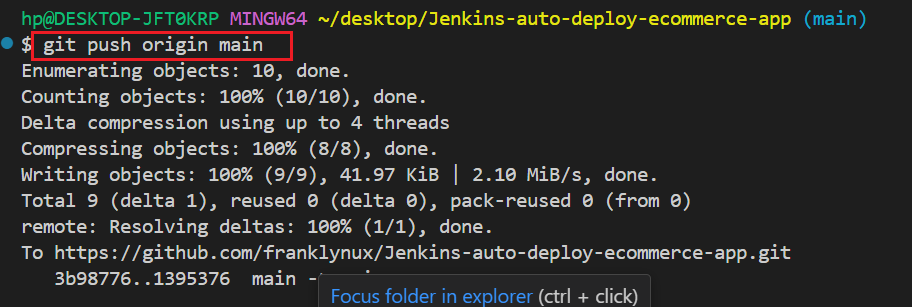 hp@DESKTOP-JFT0KRP MINGW64 ~/desktop/Jenkins-auto-deploy-ecommerce-app (main)
$ git push origin main
Enumerating objects: 10, done.
Counting objects: 100% (10/10), done.
Delta compression using up to 4 threads
Compressing objects: 100% (8/8), done.
Writing objects: 100% (9/9), 41.97 KiB | 2.10 MiB/s, done.
Total 9 (delta 1), reused 0 (delta 0), pack-reused 0 (from 0)
remote: Resolving deltas: 100% (1/1), done.
To https://github.com/franklynux/Jenkins-auto-deploy-ecommerce-app.git
3b98776..1395376  main
Focus folder in explorer (ctrl + click)